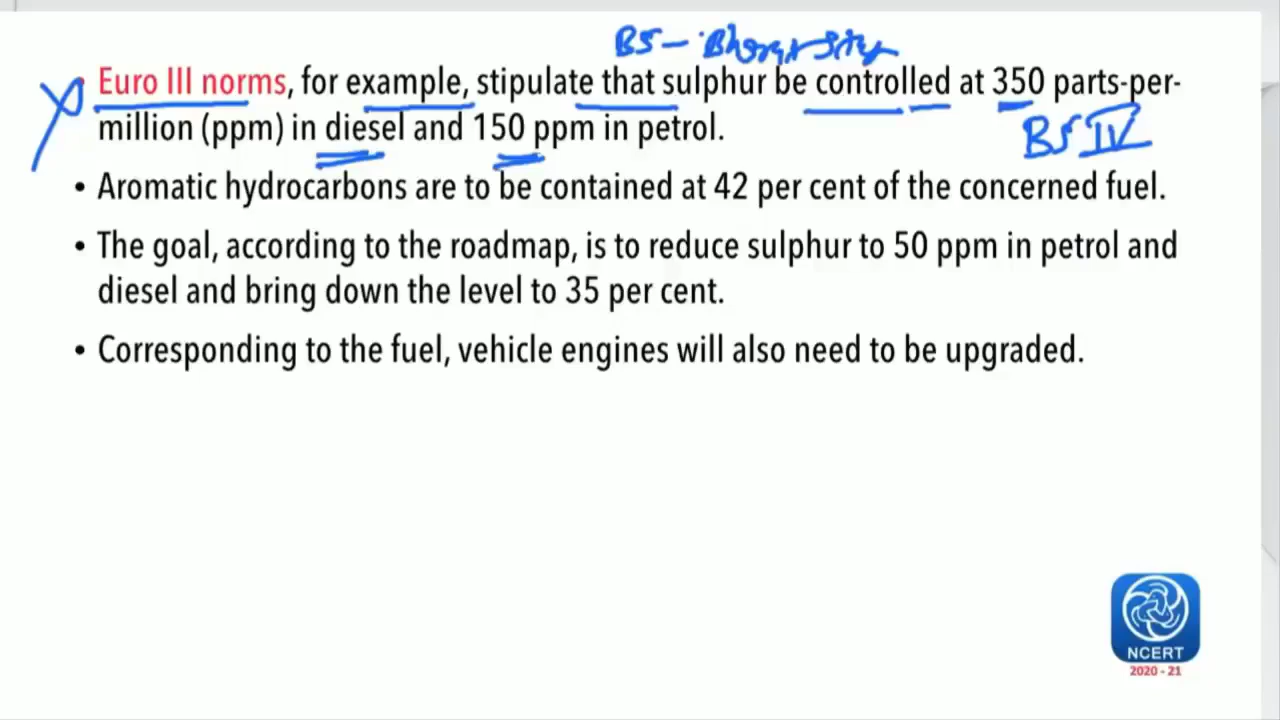 BS - Bharat Stage
• Euro III norms, for example, stipulate that sulphur be controlled at 350 parts-per-
million (ppm) in diesel and 150 ppm in petrol.
BS IV
• Aromatic hydrocarbons are to be contained at 42 per cent of the concerned fuel.
• The goal, according to the roadmap, is to reduce sulphur to 50 ppm in petrol and
diesel and bring down the level to 35 per cent.
• Corresponding to the fuel, vehicle engines will also need to be upgraded.
NCERT
2020 - 21